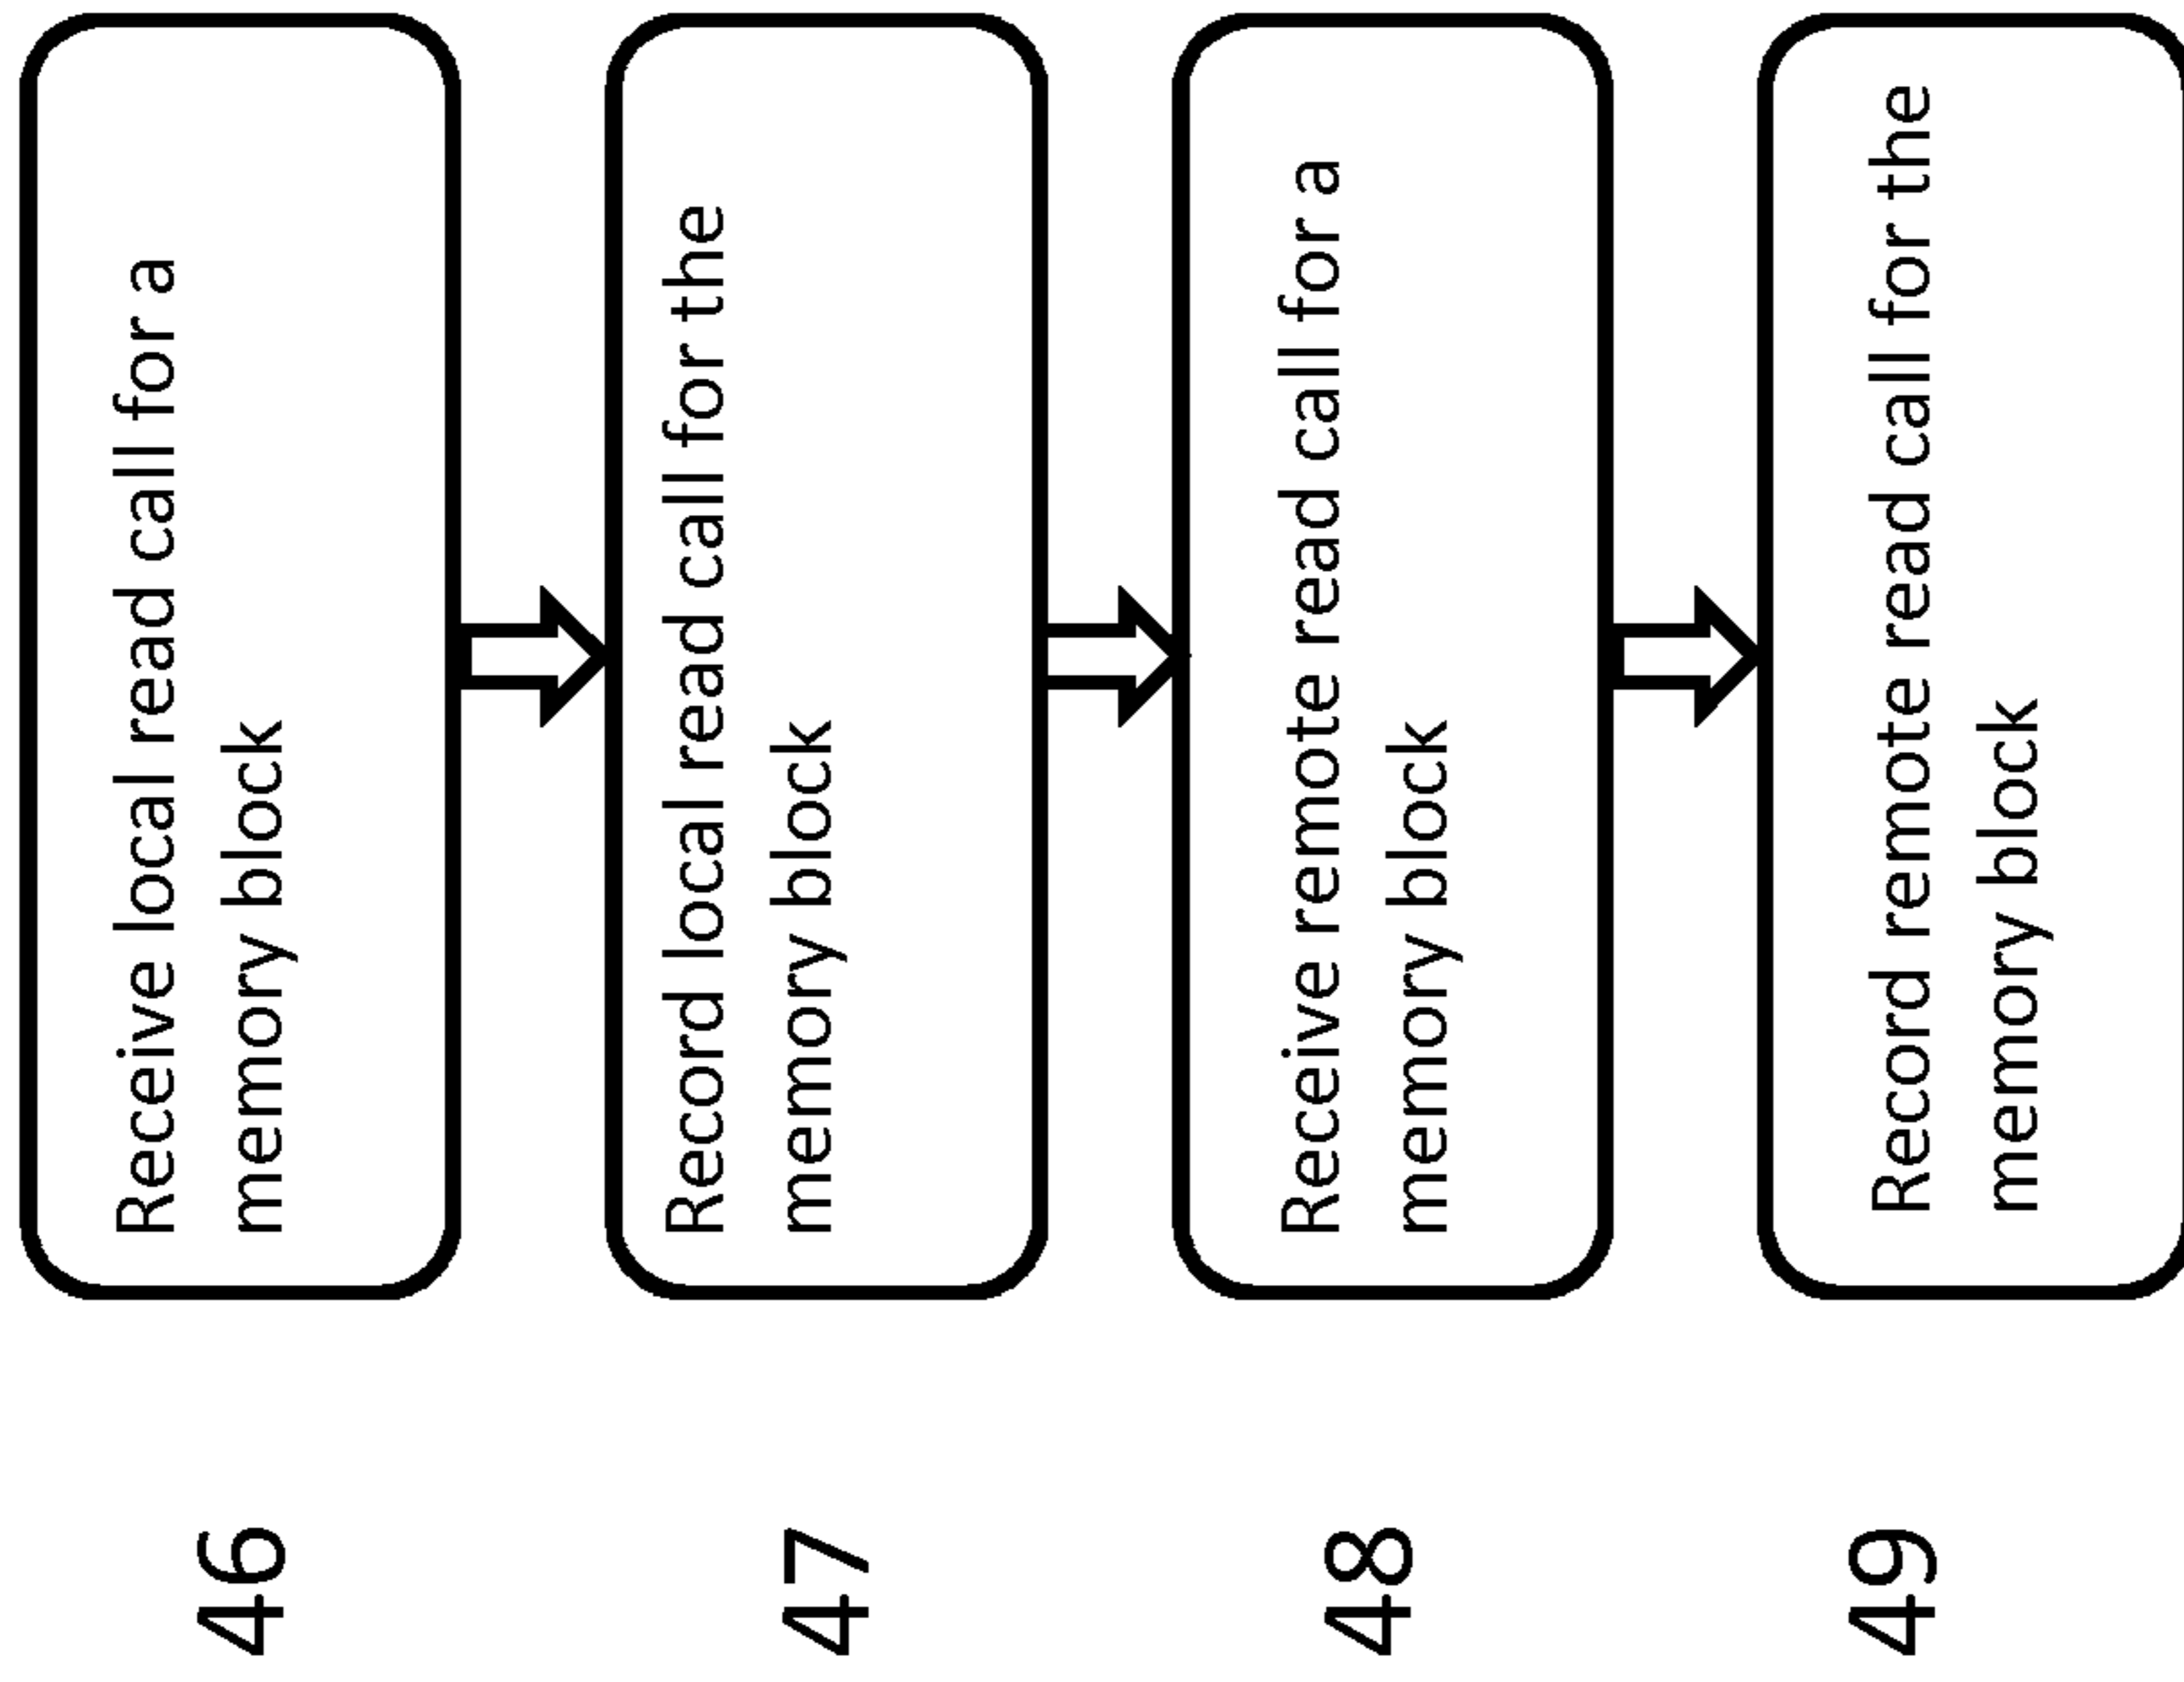 46
Receive local read call for a
memory block
47
Record local read call for the
memory block
48
Receive remote read call for a
memory block
49
Record remote read call for the
memory block